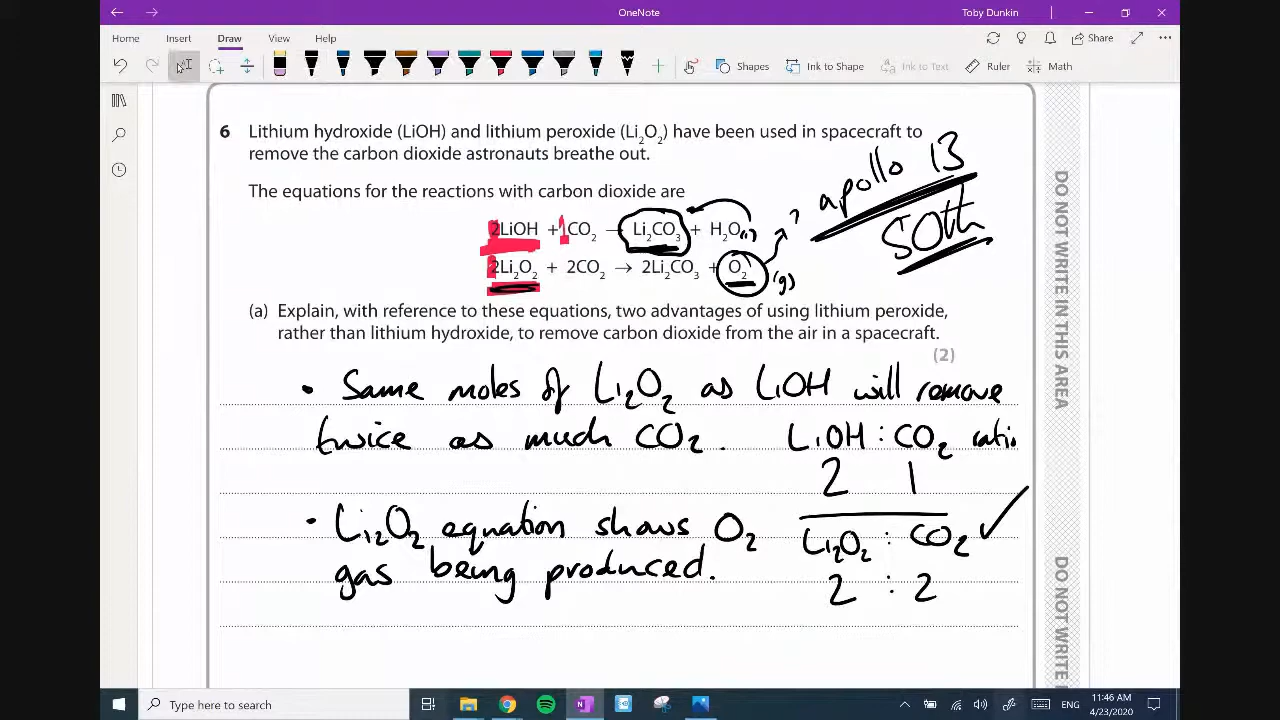 OneNote
Toby Dunkin
Home Insert Draw View Help
Share
Shapes Ink to Shape Ink to Text Ruler Math
6 Lithium hydroxide (LiOH) and lithium peroxide (Li₂O₂) have been used in spacecraft to
remove the carbon dioxide astronauts breathe out.
apollo 13
50th
The equations for the reactions with carbon dioxide are
2LiOH + 1CO₂ → Li₂CO₃ + H₂O(l)
2Li₂O₂ + 2CO₂ → 2Li₂CO₃ + O₂ (g)
(a) Explain, with reference to these equations, two advantages of using lithium peroxide,
rather than lithium hydroxide, to remove carbon dioxide from the air in a spacecraft.
(2)
• Same moles of Li₂O₂ as LiOH will remove
twice as much CO₂.
LiOH : CO₂ ratio
2 1
• Li₂O₂ equation shows O₂
gas being produced.
Li₂O₂ : CO₂ ✓
2 : 2
DO NOT WRITE IN THIS AREA
DO NOT WRITE I
Type here to search
ENG
11:46 AM
4/23/2020